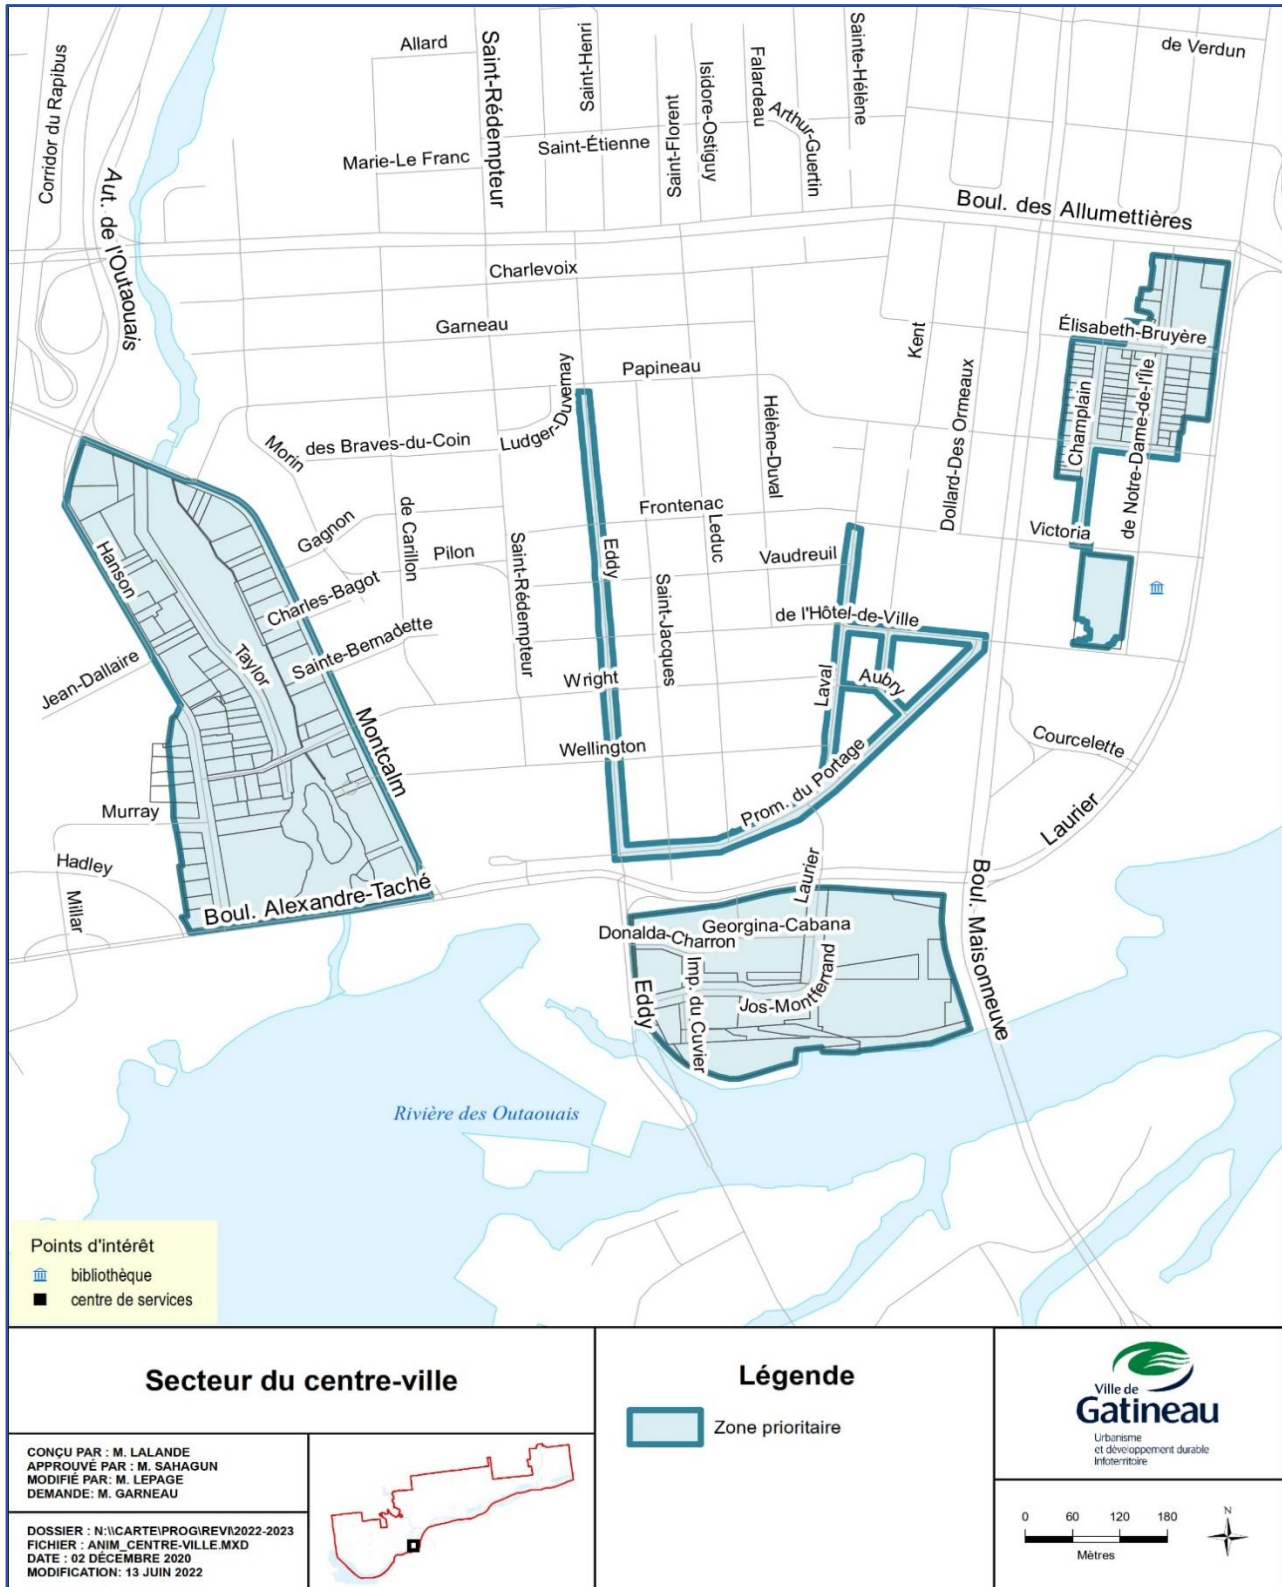 Corridor du Rapibus
Aut. de l'Outaouais
Allard
Saint-Rédempteur
Saint-Henri
Saint-Florent
Isidore-Ostiguy
Falardeau
Arthur-Guertin
Sainte-Hélène
de Verdun
Saint-Étienne
Marie-Le Franc
Boul. des Allumettières
Charlevoix
Garneau
Papineau
Kent
Élisabeth-Bruyère
Ludger-Duvernay
des Braves-du-Coin
Morin
Hélène-Duval
Dollard-Des Ormeaux
Champlain
de Notre-Dame-de-l'Île
Frontenac
Victoria
Gagnon
de Carillon
Pilon
Saint-Rédempteur
Eddy
Leduc
Vaudreuil
Hanson
Charles-Bagot
Saint-Jacques
de l'Hôtel-de-Ville
Sainte-Bernadette
Jean-Dallaire
Taylor
Wright
Laval
Aubry
Montcalm
Wellington
Courcelette
Prom. du Portage
Murray
Laurier
Hadley
Millar
Boul. Alexandre-Taché
Laurier
Boul. Maisonneuve
Donalda-Charron
Georgina-Cabana
Imp. du Cuvier
Jos-Montferrand
Eddy
Rivière des Outaouais
Points d'intérêt
bibliothèque
centre de services
Secteur du centre-ville
CONÇU PAR : M. LALANDE
APPROUVÉ PAR : M. SAHAGUN
MODIFIÉ PAR: M. LEPAGE
DEMANDE: M. GARNEAU
DOSSIER : N:\\CARTE\PROG\REVI\2022-2023
FICHIER : ANIM_CENTRE-VILLE.MXD
DATE : 02 DÉCEMBRE 2020
MODIFICATION: 13 JUIN 2022
Légende
Zone prioritaire
Ville de
Gatineau
Urbanisme
et développement durable
Infoterritoire
0 60 120 180
Mètres
N